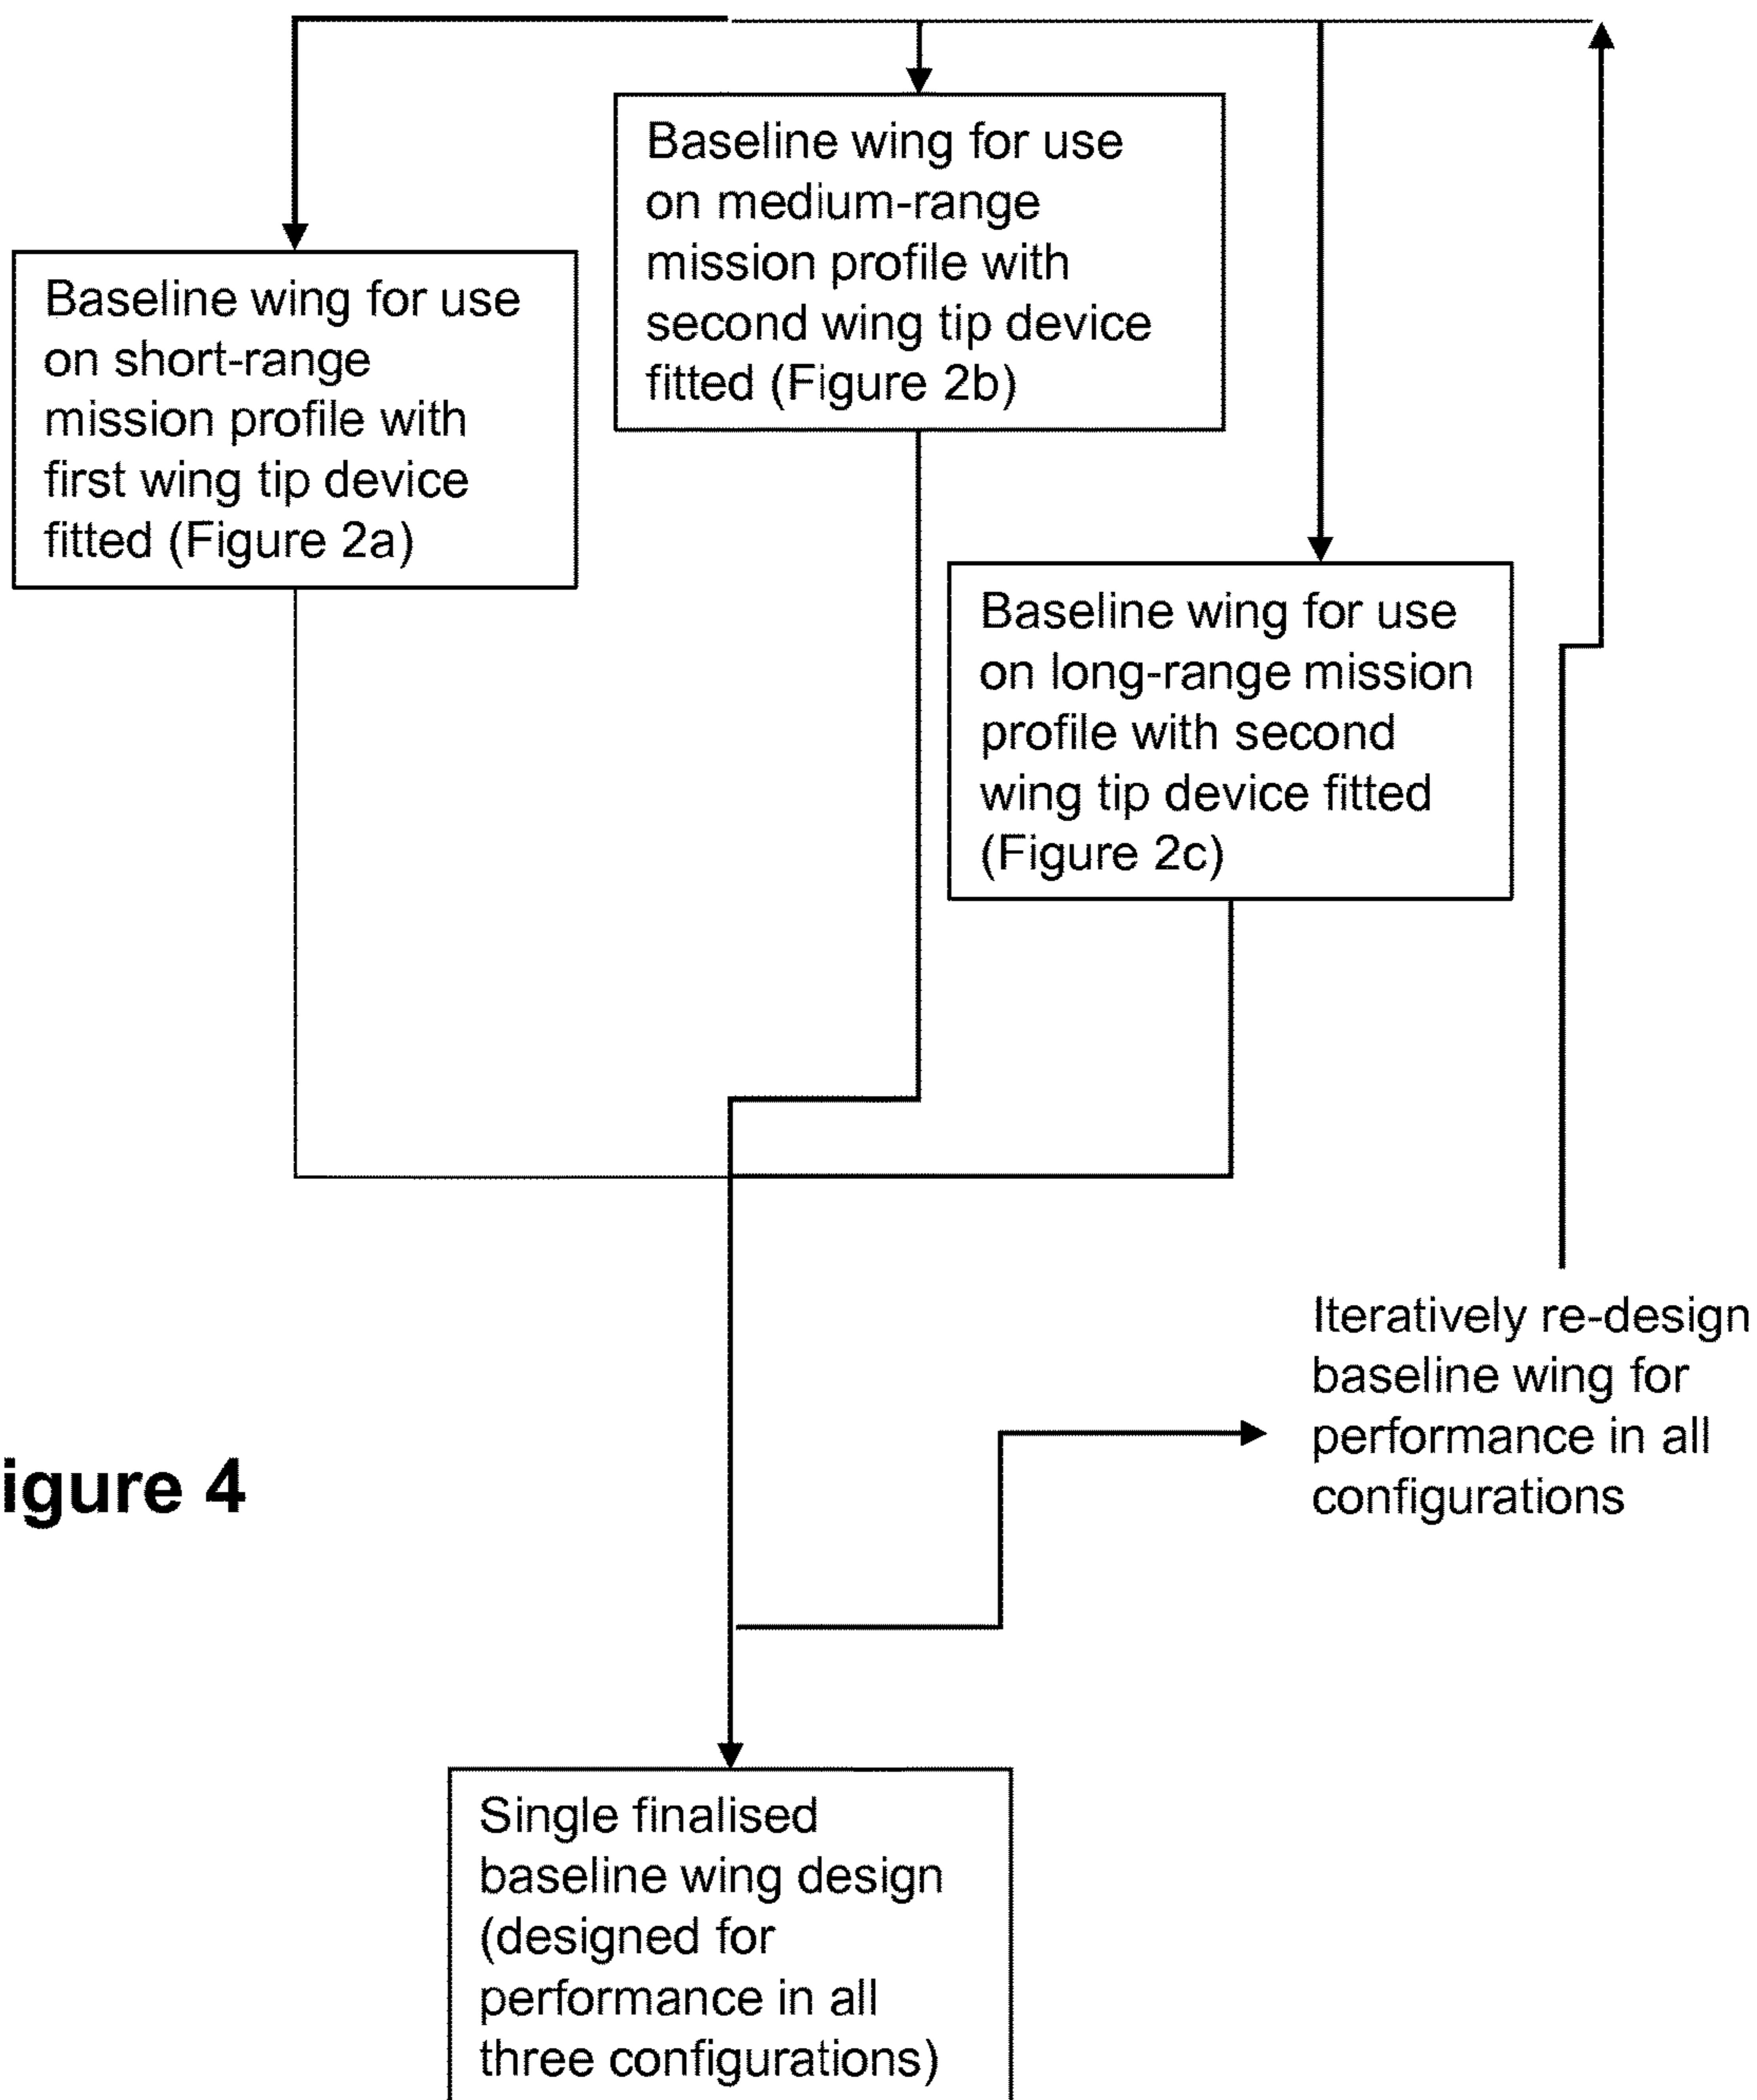 Baseline wing for use
on medium-range
mission profile with
second wing tip device
fitted (Figure 2b)
Baseline wing for use
on short-range
mission profile with
first wing tip device
fitted (Figure 2a)
Baseline wing for use
on long-range mission
profile with second
wing tip device fitted
(Figure 2c)
Iteratively re-design
baseline wing for
performance in all
configurations
igure 4
Single finalised
baseline wing design
(designed for
performance in all
three configurations)